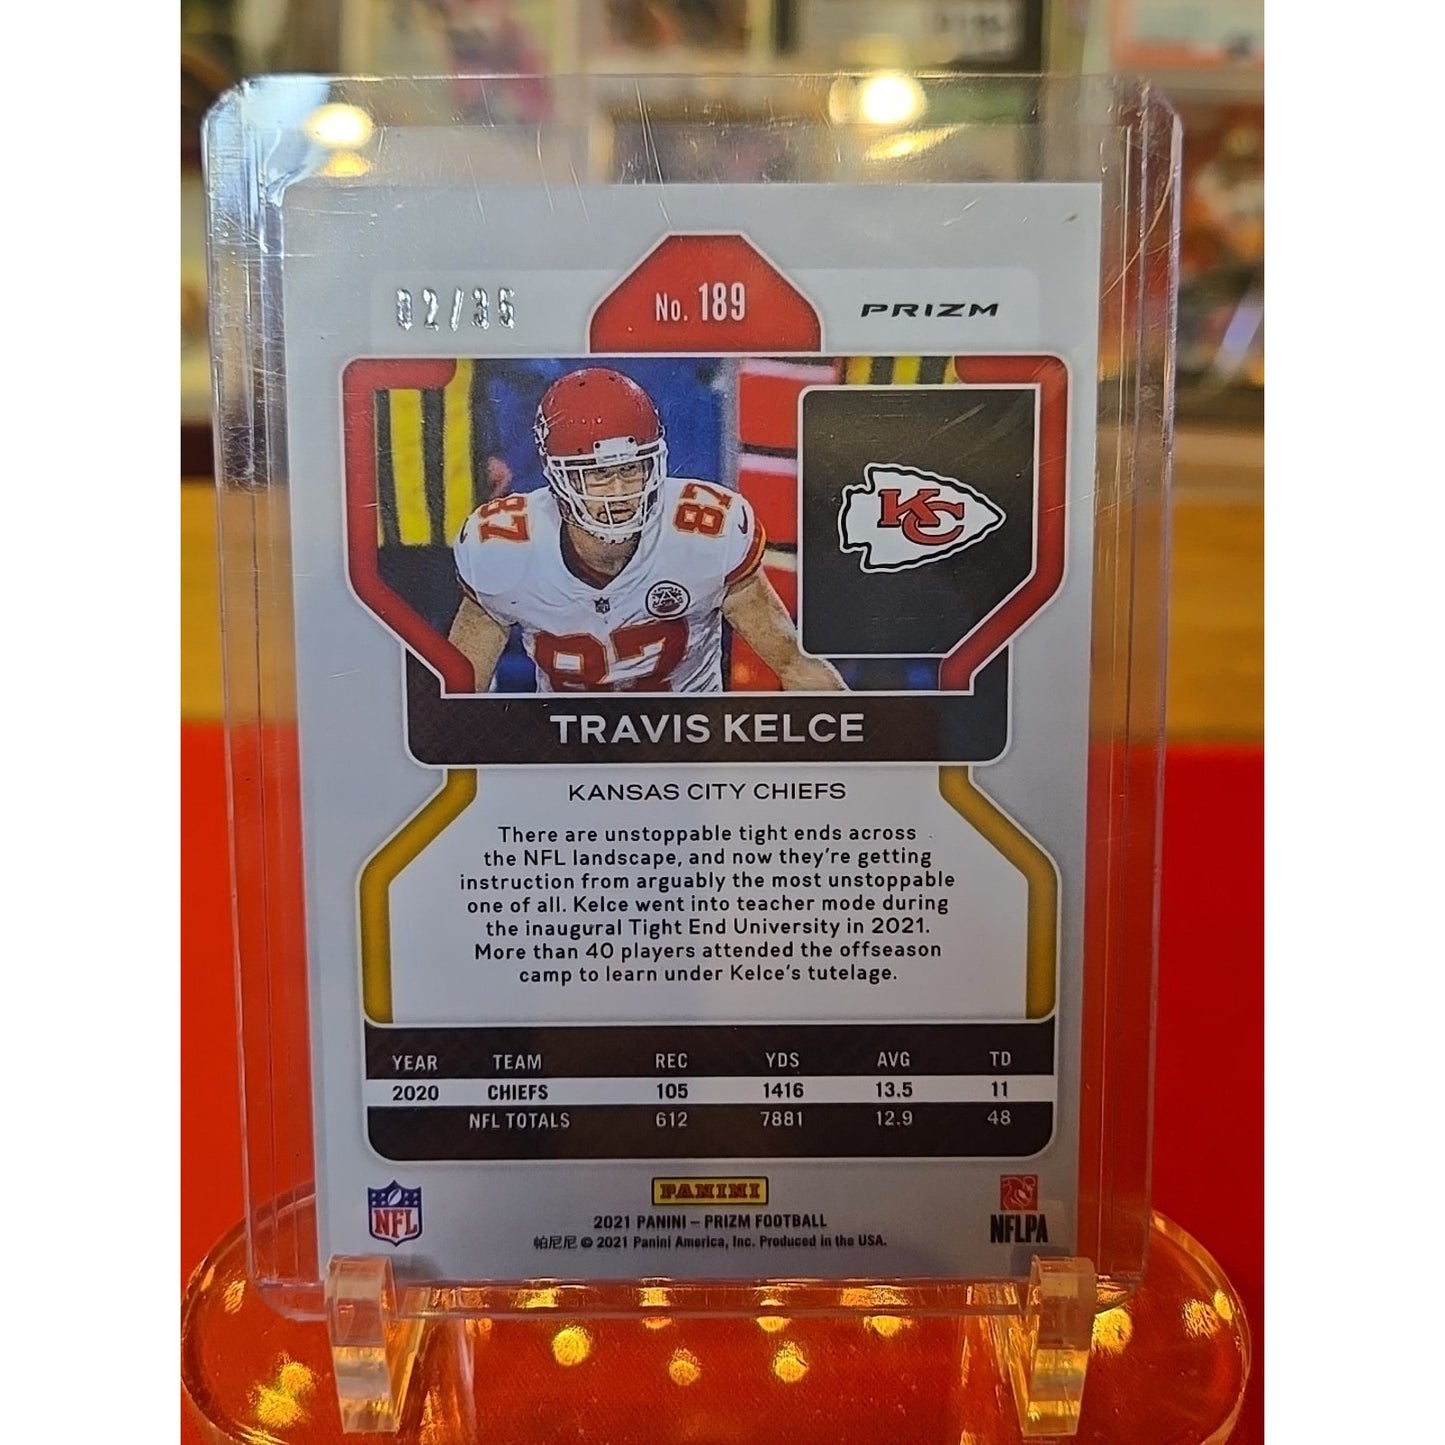 02/35
No. 189
PRIZM
87
87
87
KC
TRAVIS KELCE
KANSAS CITY CHIEFS
There are unstoppable tight ends across
the NFL landscape, and now they're getting
instruction from arguably the most unstoppable
one of all. Kelce went into teacher mode during
the inaugural Tight End University in 2021.
More than 40 players attended the offseason
camp to learn under Kelce's tutelage.
YEAR TEAM REC YDS AVG TD
2020 CHIEFS 105 1416 13.5 11
NFL TOTALS 612 7881 12.9 48
PANINI
NFL
NFLPA
2021 PANINI – PRIZM FOOTBALL
帕尼尼 © 2021 Panini America, Inc. Produced in the USA.